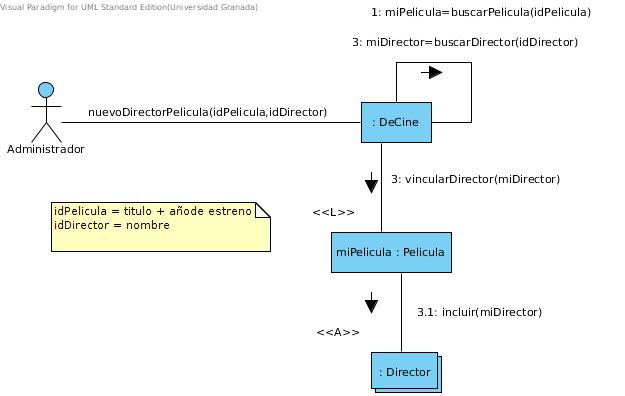 Visual Paradigm for UML Standard Edition(Universidad Granada)
1: miPelicula=buscarPelicula(idPelicula)
3: miDirector=buscarDirector(idDirector)
nuevoDirectorPelicula(idPelicula,idDirector)
: DeCine
Administrador
3: vincularDirector(miDirector)
idPelicula = titulo + añode estreno
idDirector = nombre
<<L>>
miPelicula : Pelicula
3.1: incluir(miDirector)
<<A>>
: Director